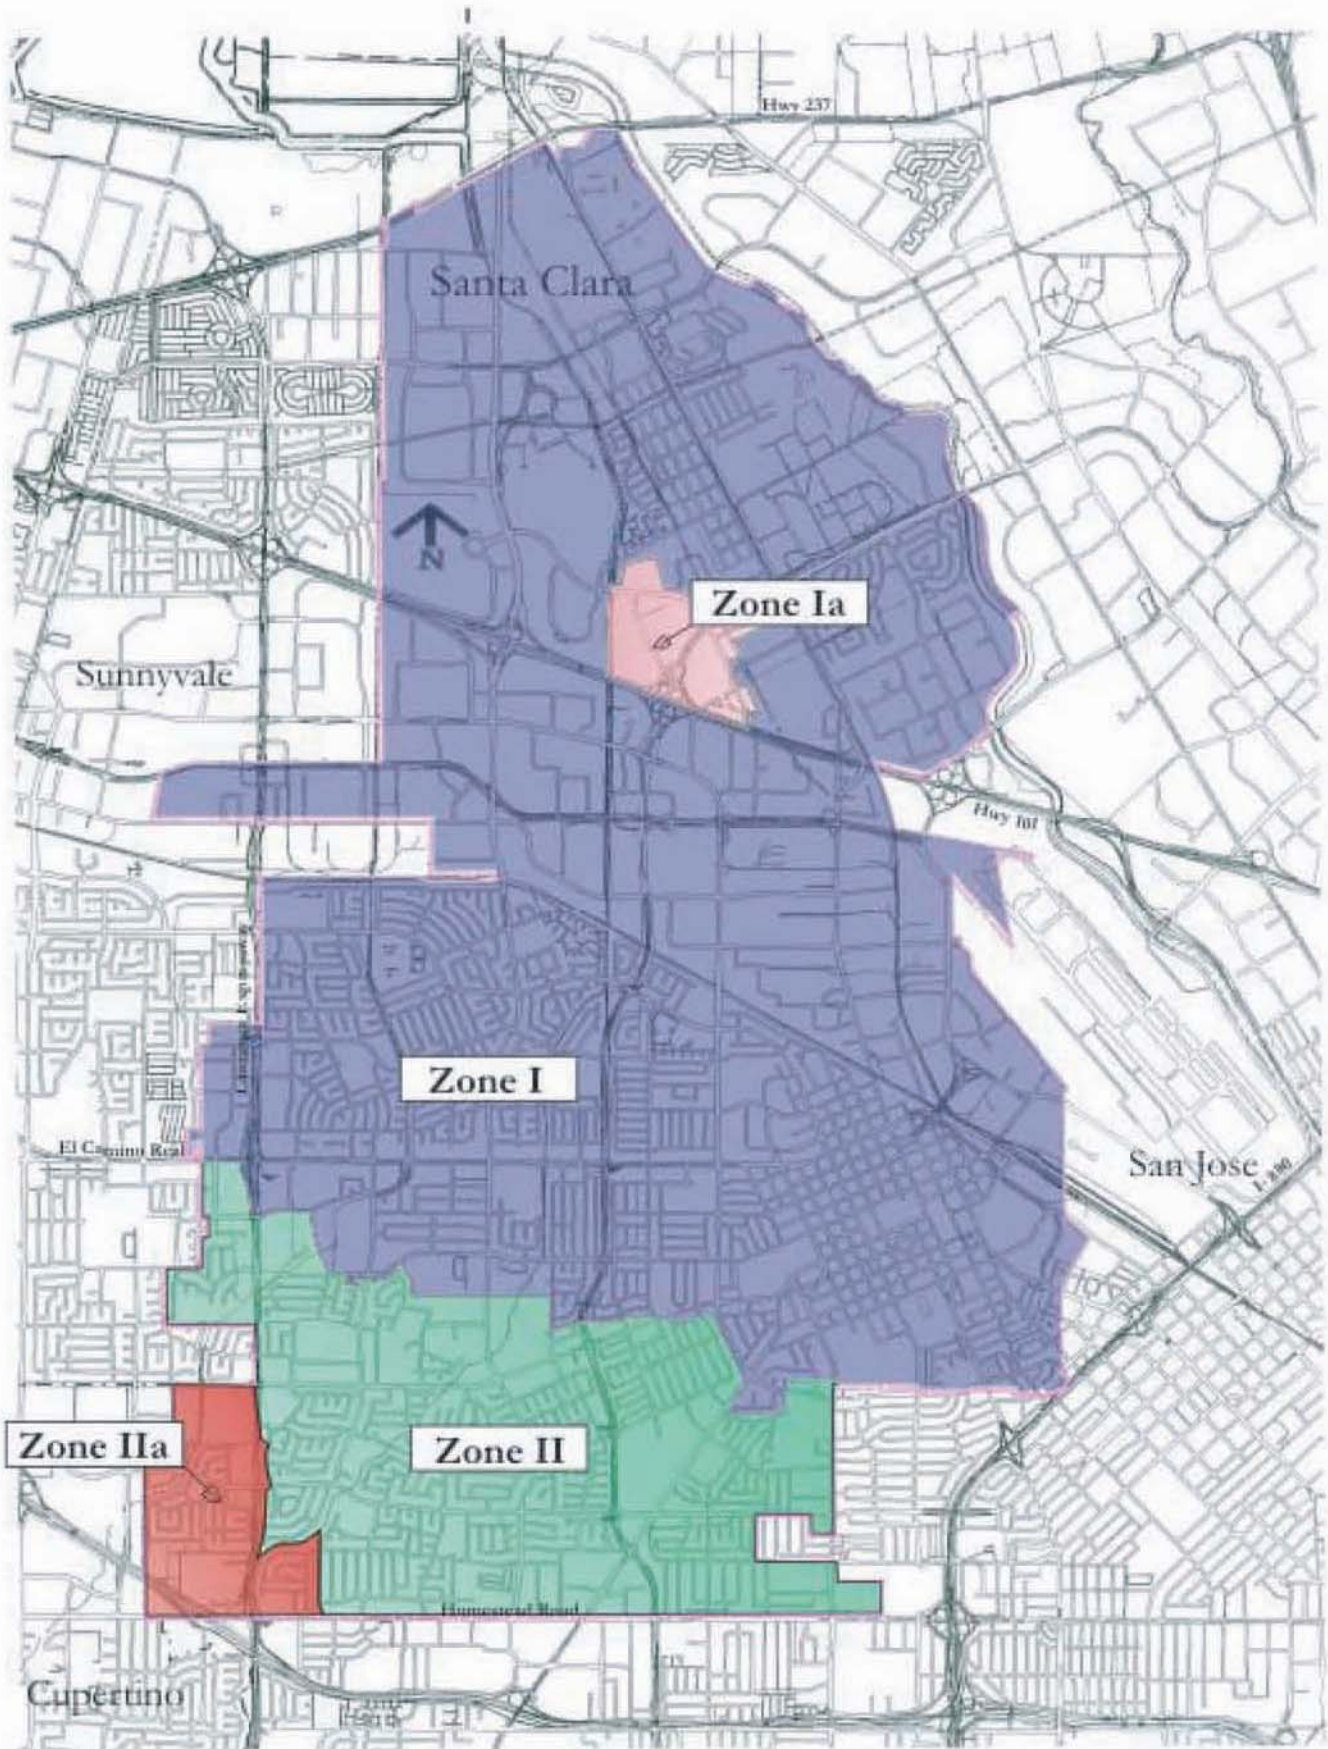 Hwy 237
Santa Clara
N
Zone Ia
Sunnyvale
Hwy 101
Zone I
El Camino Real
San Jose
I-880
Zone IIa
Zone II
Homestead Road
Cupertino